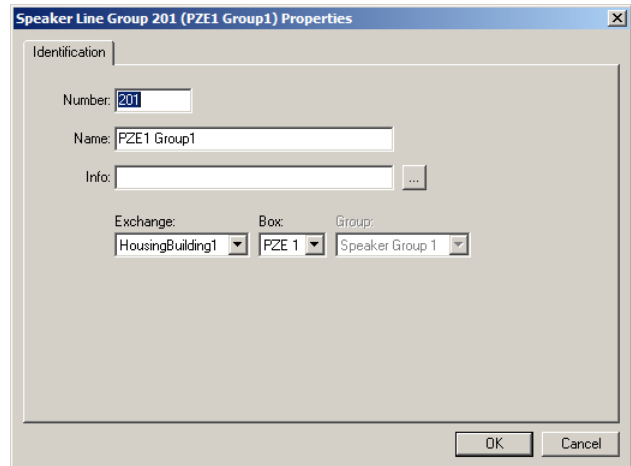 Speaker Line Group 201 (PZE1 Group1) Properties
Identification
Number: 201
Name: PZE1 Group1
Info: ...
Exchange: Box: Group:
HousingBuilding1 PZE 1 Speaker Group 1
OK Cancel